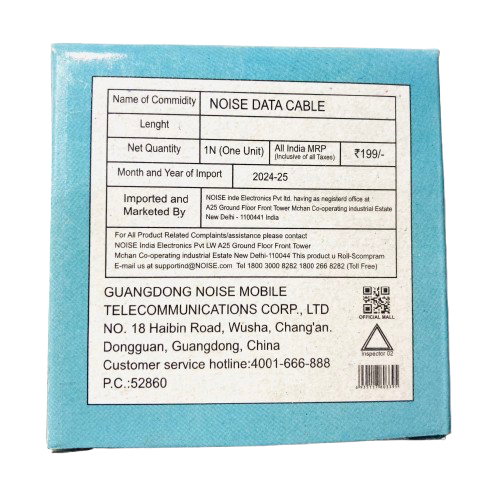 Name of Commidity NOISE DATA CABLE
Lenght
Net Quantity 1N (One Unit) All India MRP (Inclusive of all Taxes) ₹199/-
Month and Year of Import 2024-25
Imported and Marketed By
NOISE Inde Electronics Pvt ltd. having as registerd office at
A25 Ground Floor Front Tower Mchan Co-operating industrial Estate
New Delhi - 1100441 India
For All Product Related Complaints/assistance please contact
NOISE India Electronics Pvt LW A25 Ground Floor Front Tower
Mchan Co-operating industrial Estate New Delhi-110044 This product u Roll-Scompram
E-mail us at supportind@NOISE.com Tel 1800 3000 8282 1800 266 8282 (Toll Free)
GUANGDONG NOISE MOBILE
TELECOMMUNICATIONS CORP., LTD
NO. 18 Haibin Road, Wusha, Chang'an.
Dongguan, Guangdong, China
Customer service hotline:4001-666-888
P.C.:52860
OFFICIAL MALL
Inspector 02